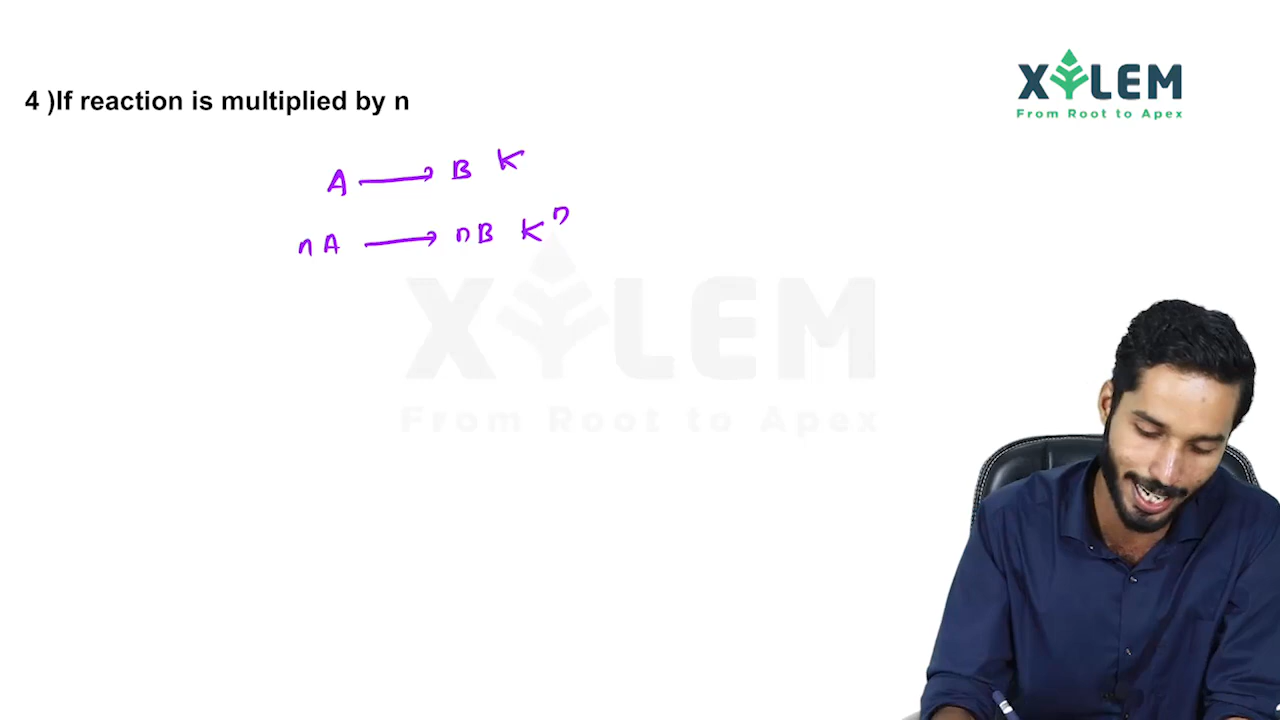 XYLEM
From Root to Apex
4 )If reaction is multiplied by n
A ⟶ B K
nA ⟶ nB Kⁿ
XYLEM
From Root to Apex